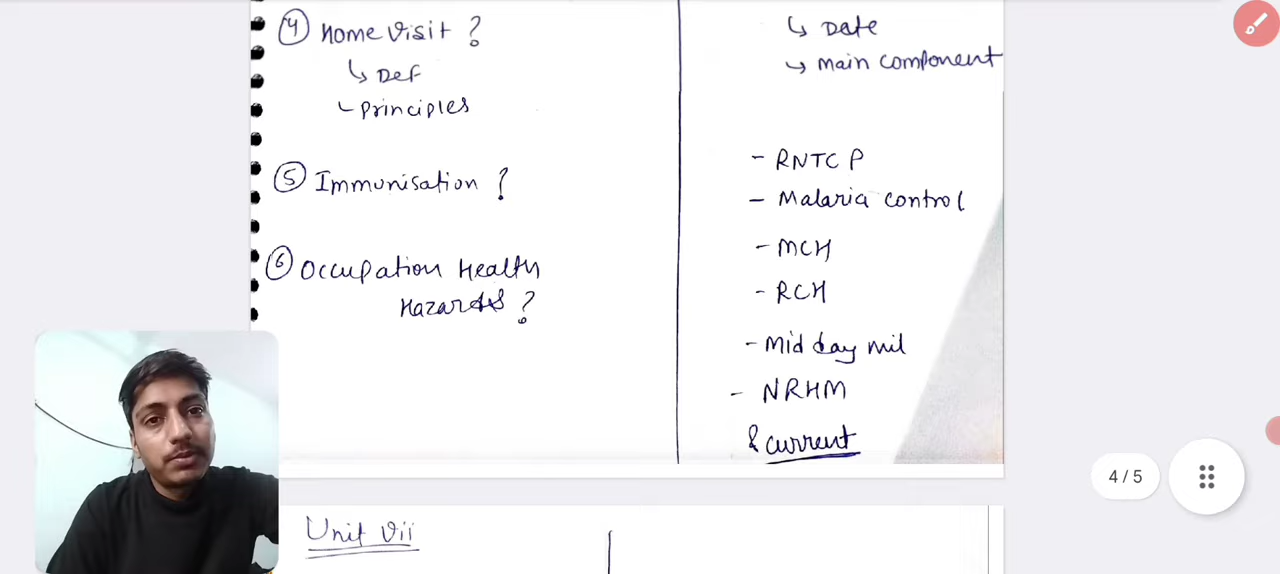 ④ Home Visit ?
↳ Def
↳ Principles
⑤ Immunisation ?
⑥ Occupation Health
Hazards ?
↳ Date
↳ main component
- RNTCP
- Malaria control
- MCH
- RCH
- Mid day mil
- NRHM
& current
4 / 5
Unit Vii